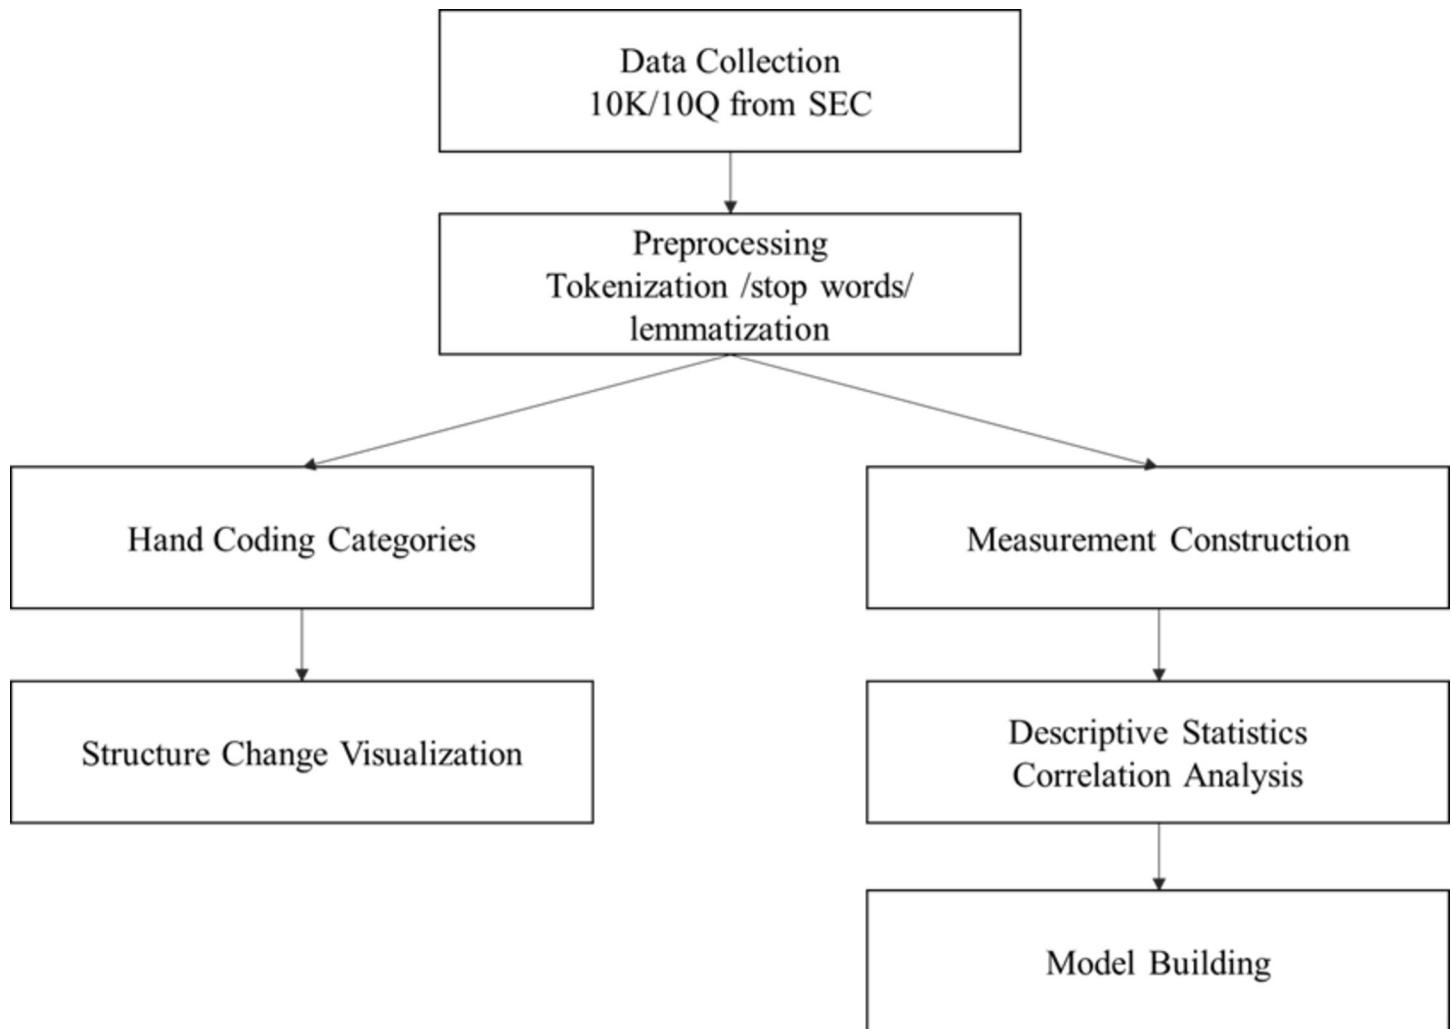 Data Collection
10K/10Q from SEC
Preprocessing
Tokenization /stop words/
lemmatization
Hand Coding Categories
Measurement Construction
Structure Change Visualization
Descriptive Statistics
Correlation Analysis
Model Building